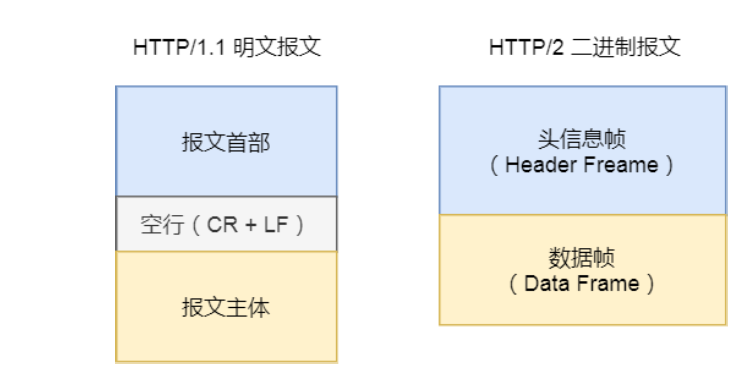 HTTP/1.1 明文报文
HTTP/2 二进制报文
报文首部
空行（CR + LF）
报文主体
头信息帧
（Header Freame）
数据帧
（Data Frame）